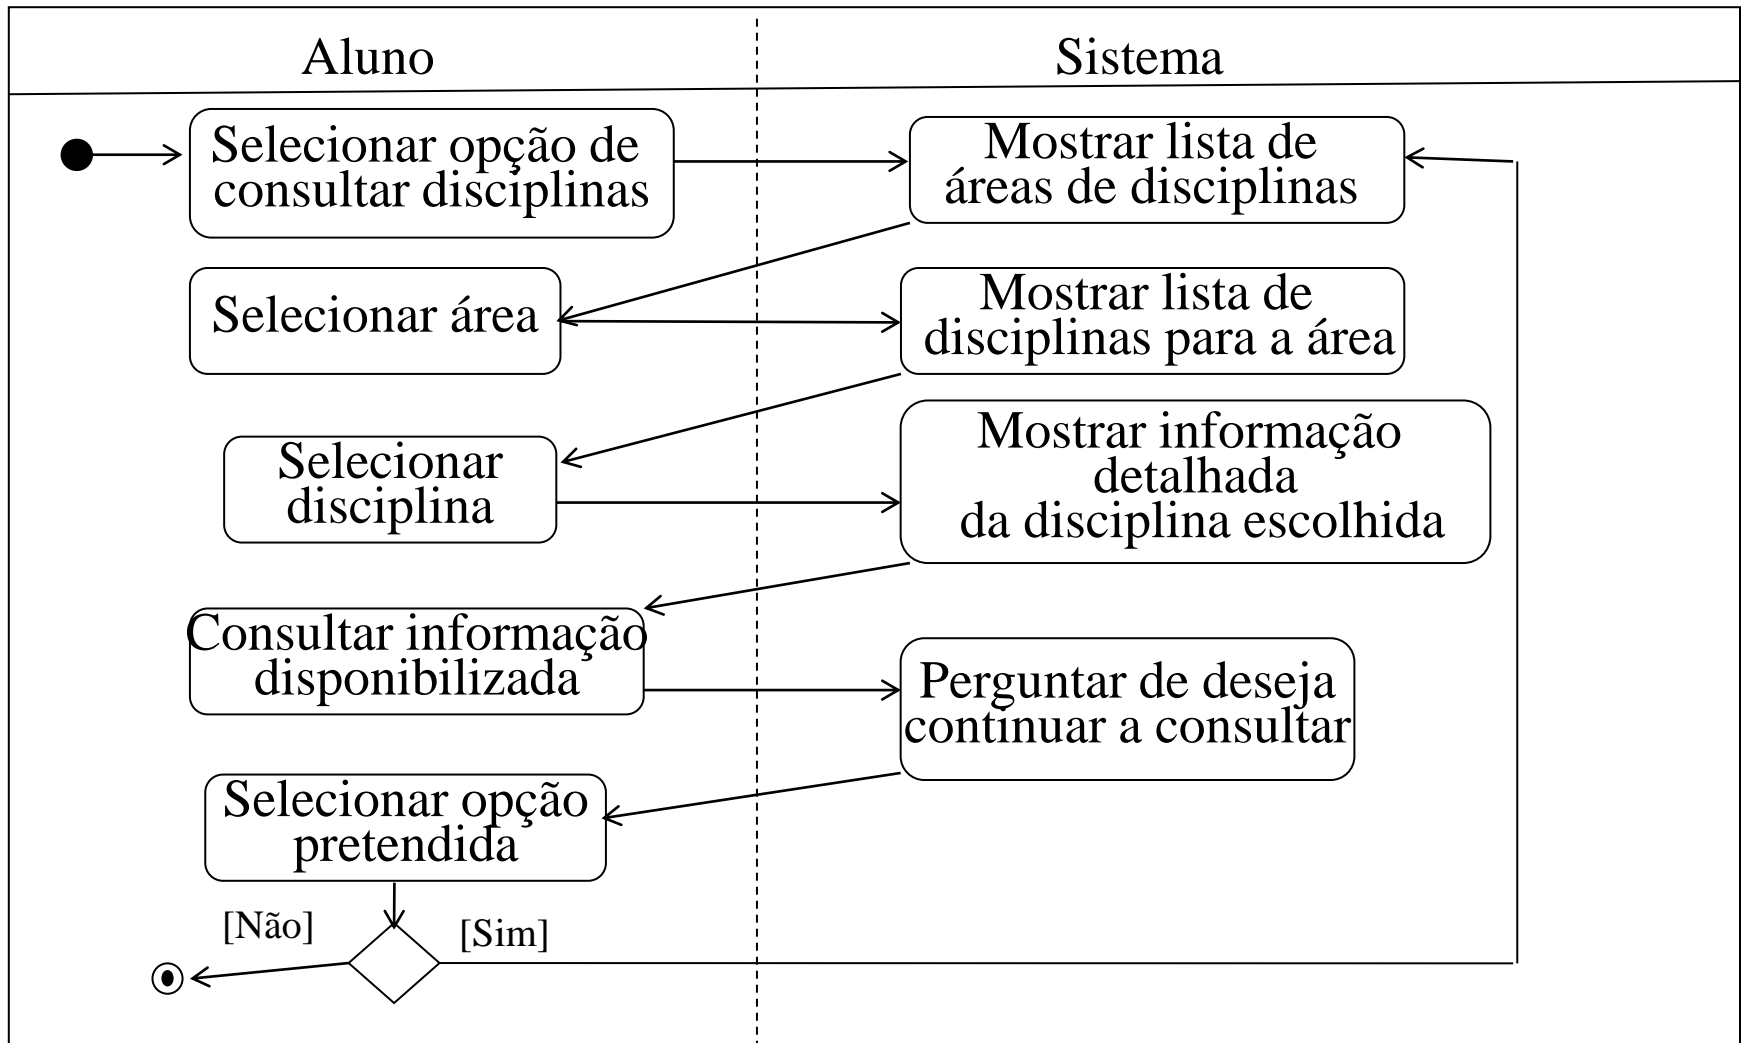 Aluno
Sistema
Selecionar opção de
consultar disciplinas
Mostrar lista de
áreas de disciplinas
Selecionar área
Mostrar lista de
disciplinas para a área
Selecionar
disciplina
Mostrar informação
detalhada
da disciplina escolhida
Consultar informação
disponibilizada
Perguntar de deseja
continuar a consultar
Selecionar opção
pretendida
[Não]
[Sim]